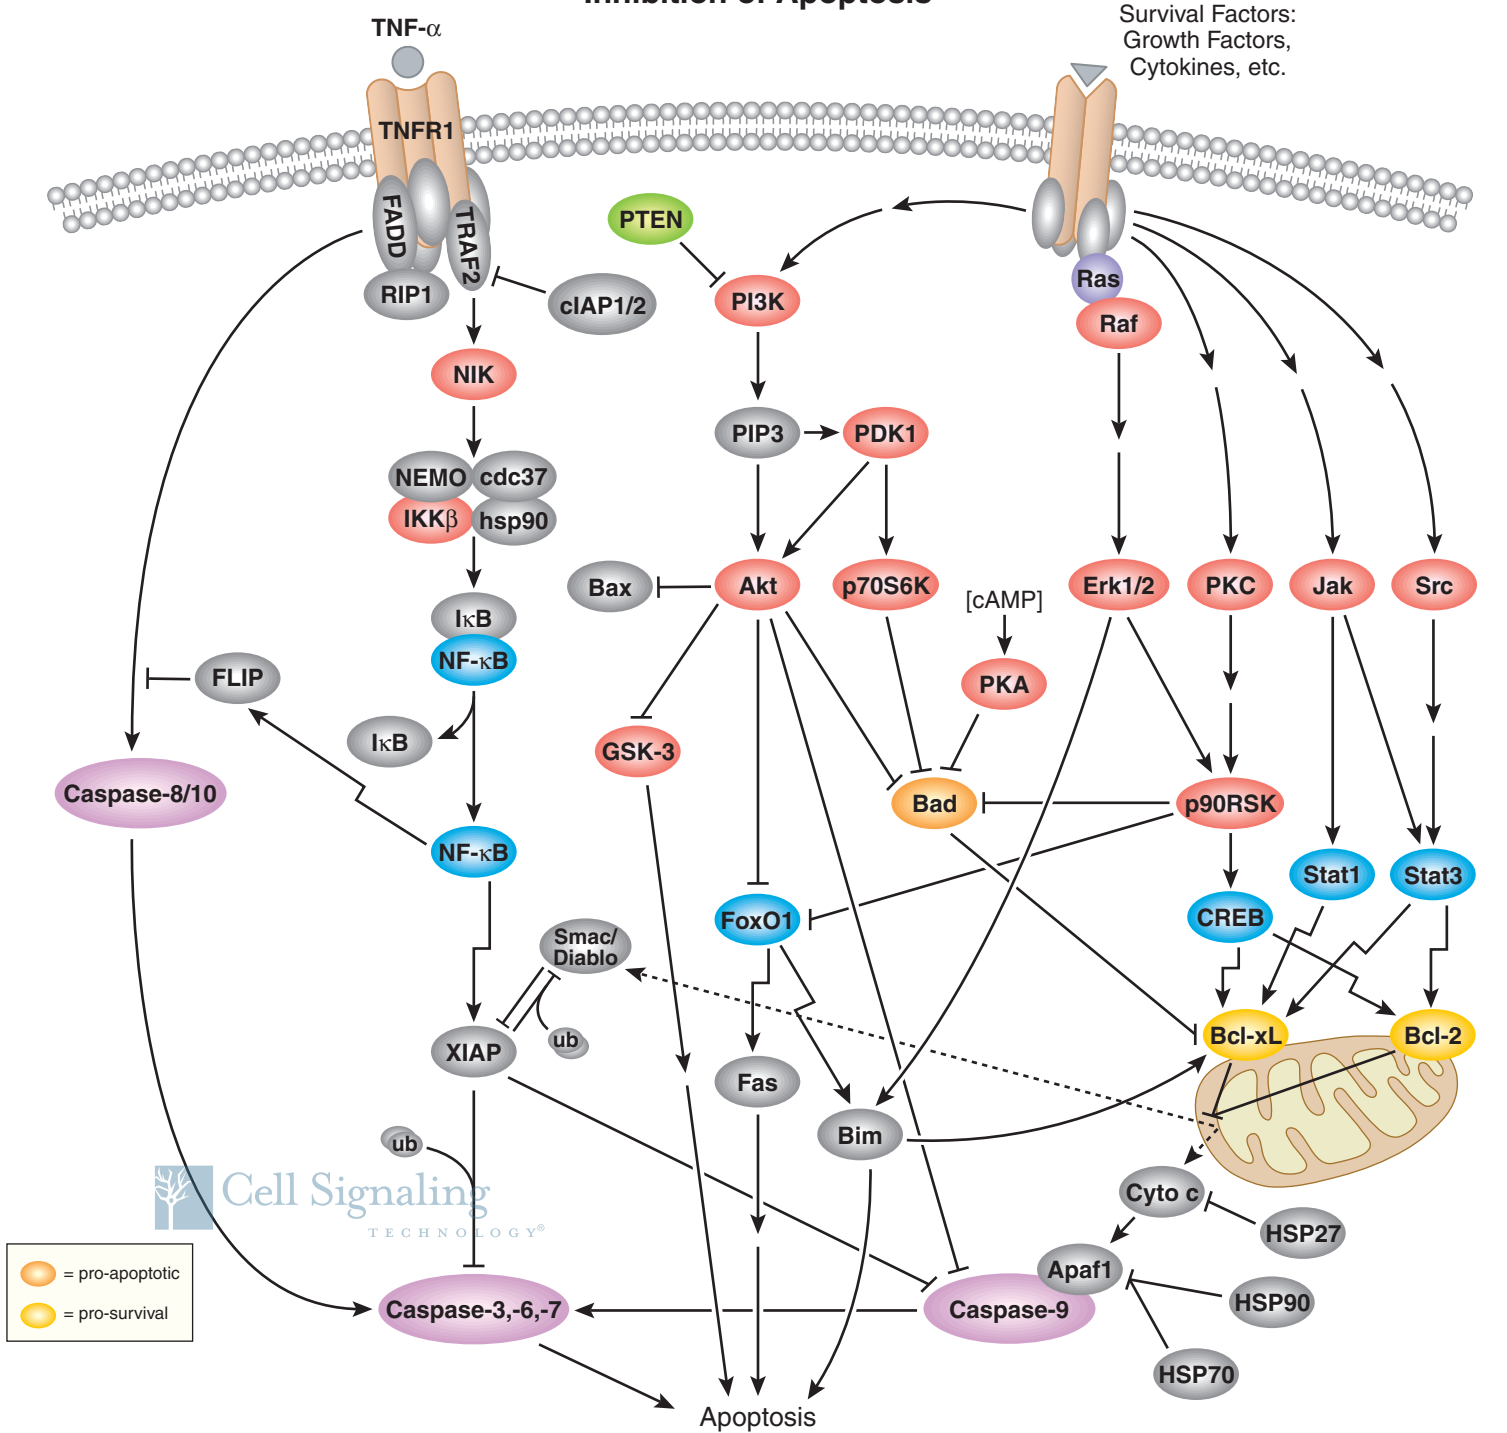 Inhibition of Apoptosis
TNF-α
Survival Factors:
Growth Factors,
Cytokines, etc.
TNFR1
FADD
TRAF2
RIP1
cIAP1/2
PTEN
PI3K
Ras
Raf
NIK
PIP3
PDK1
NEMO
cdc37
IKKβ
hsp90
IκB
NF-κB
Bax
Akt
p70S6K
[cAMP]
PKA
Erk1/2
PKC
Jak
Src
FLIP
IκB
GSK-3
Caspase-8/10
NF-κB
Bad
p90RSK
Stat1
Stat3
FoxO1
CREB
Smac/
Diablo
XIAP
ub
Bcl-xL
Bcl-2
Fas
Bim
ub
Cell Signaling
TECHNOLOGY®
Cyto c
HSP27
Apaf1
HSP90
HSP70
= pro-apoptotic
= pro-survival
Caspase-3,-6,-7
Caspase-9
Apoptosis